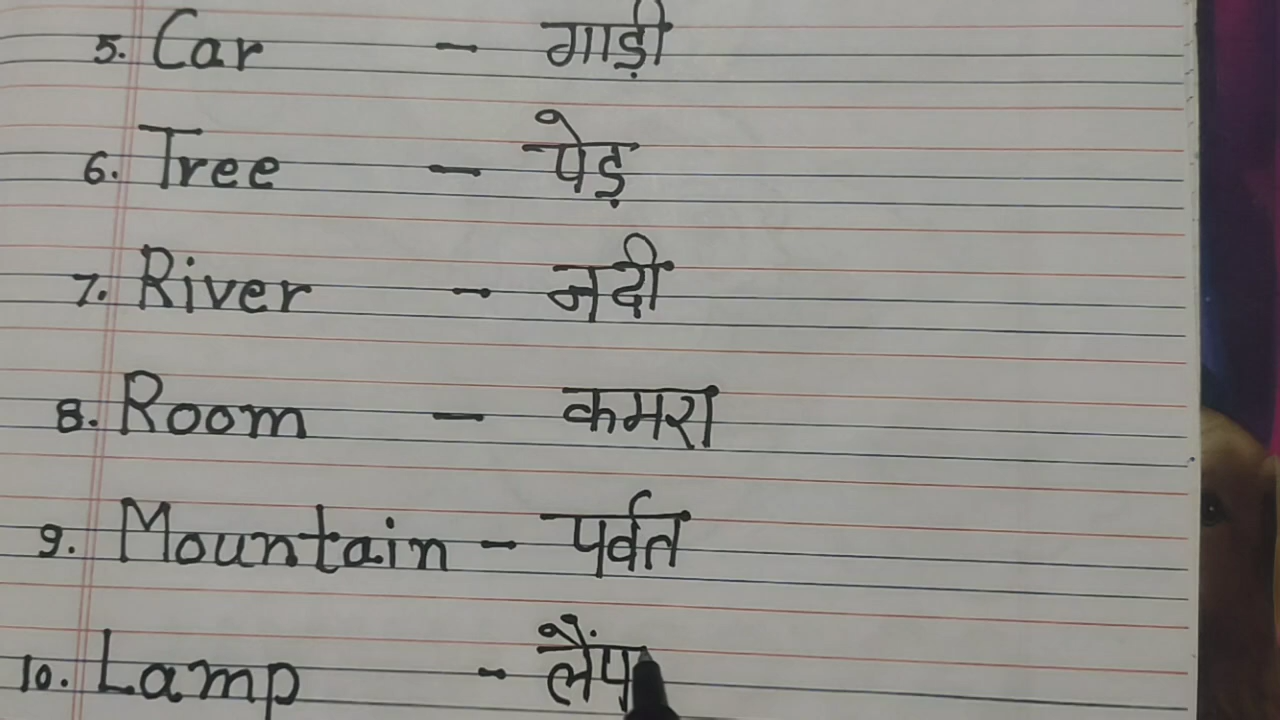 5. Car - गाड़ी
6. Tree - पेड़
7. River - नदी
8. Room - कमरा
9. Mountain - पर्वत
10. Lamp - लैंप